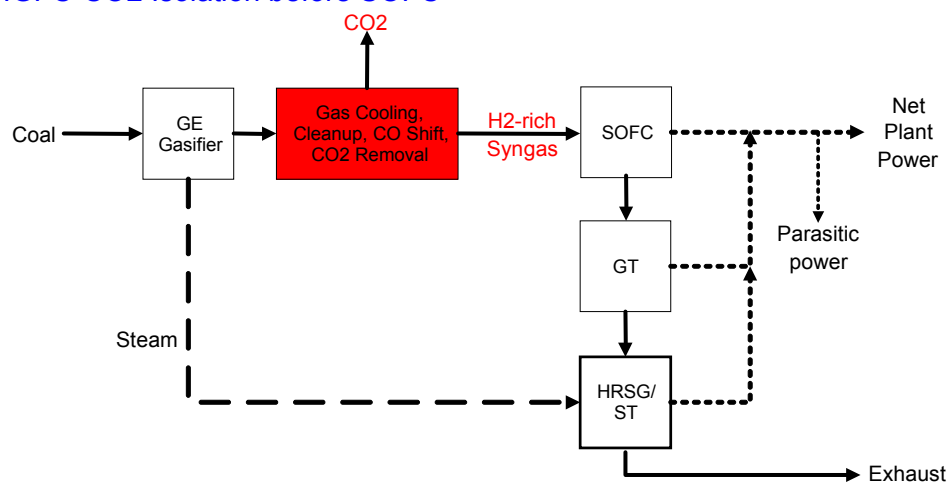 CO2
Coal
GE
Gasifier
Gas Cooling,
Cleanup, CO Shift,
CO2 Removal
H2-rich
Syngas
SOFC
Net
Plant
Power
Parasitic
power
GT
Steam
HRSG/
ST
Exhaust